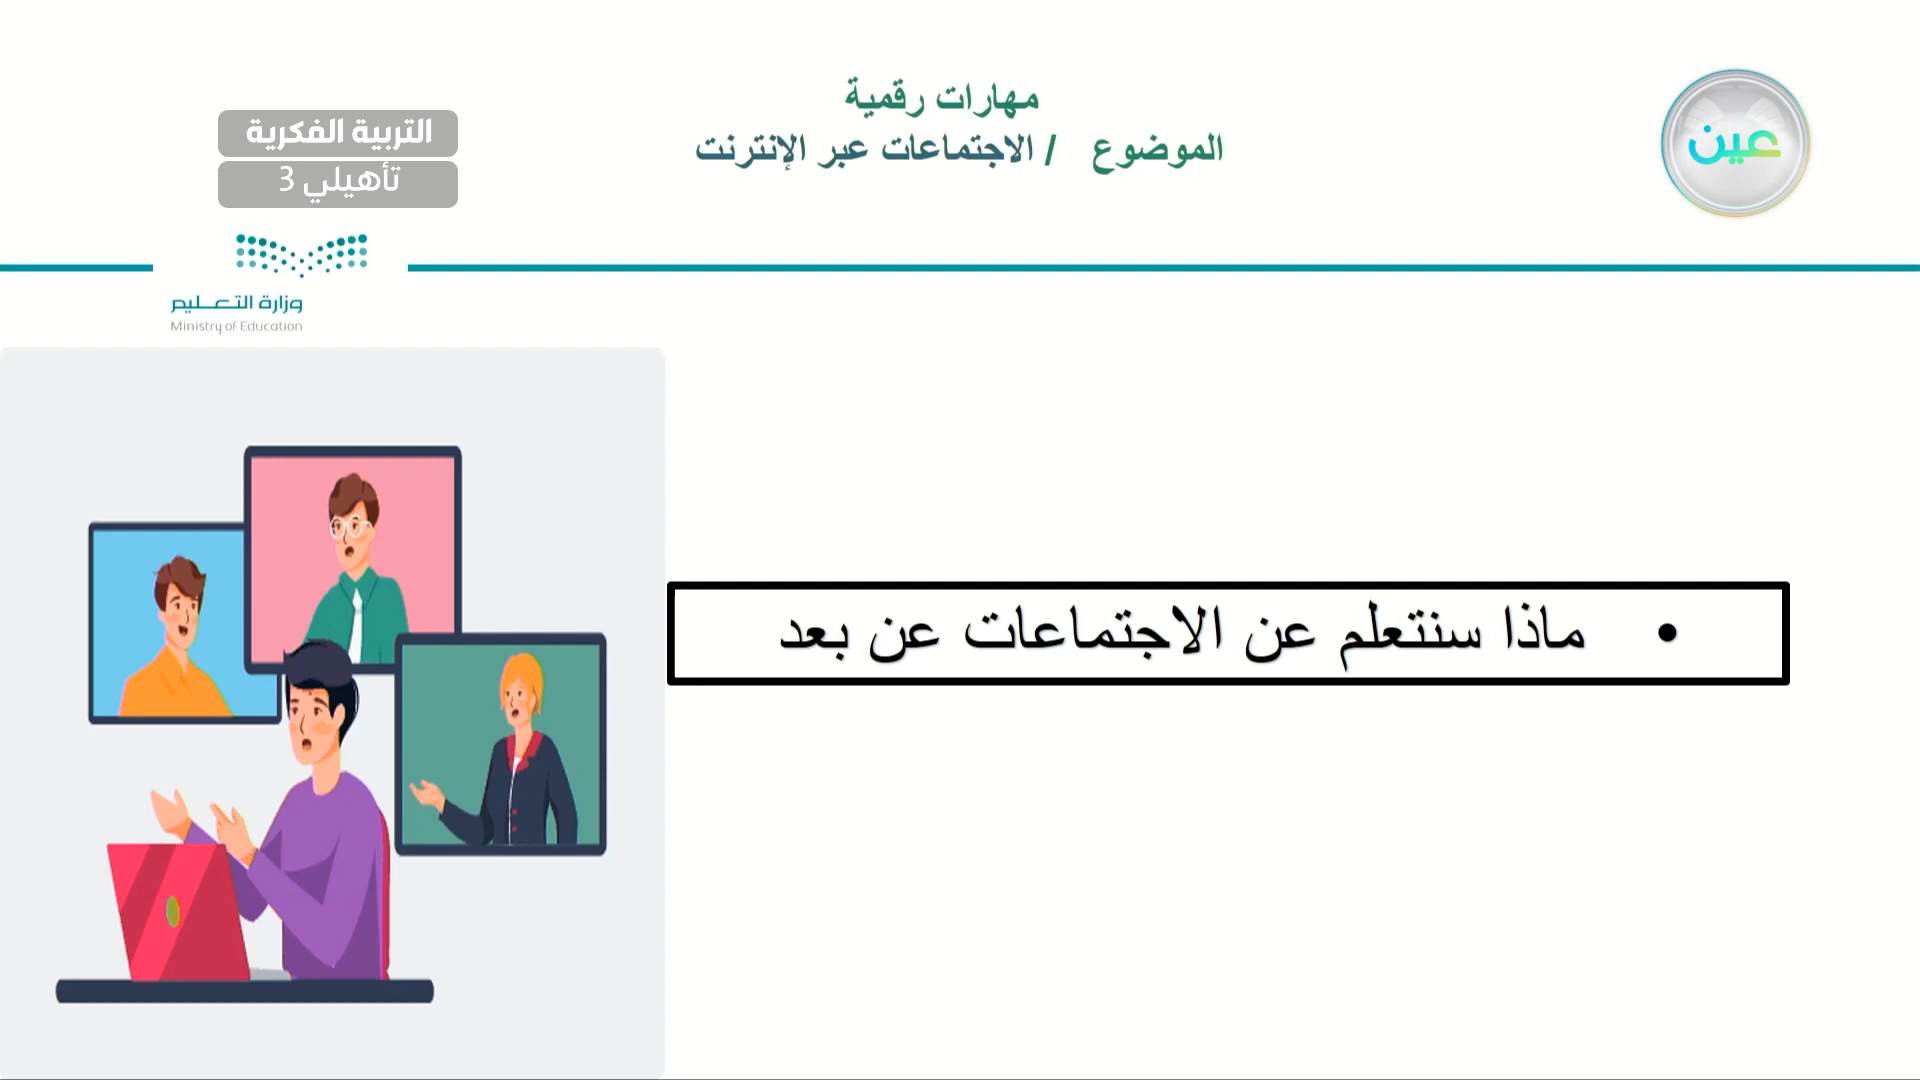 مهارات رقمية
الموضوع / الاجتماعات عبر الإنترنت
عين
التربية الفكرية
تأهيلي 3
وزارة التعليم
Ministry of Education
• ماذا سنتعلم عن الاجتماعات عن بعد